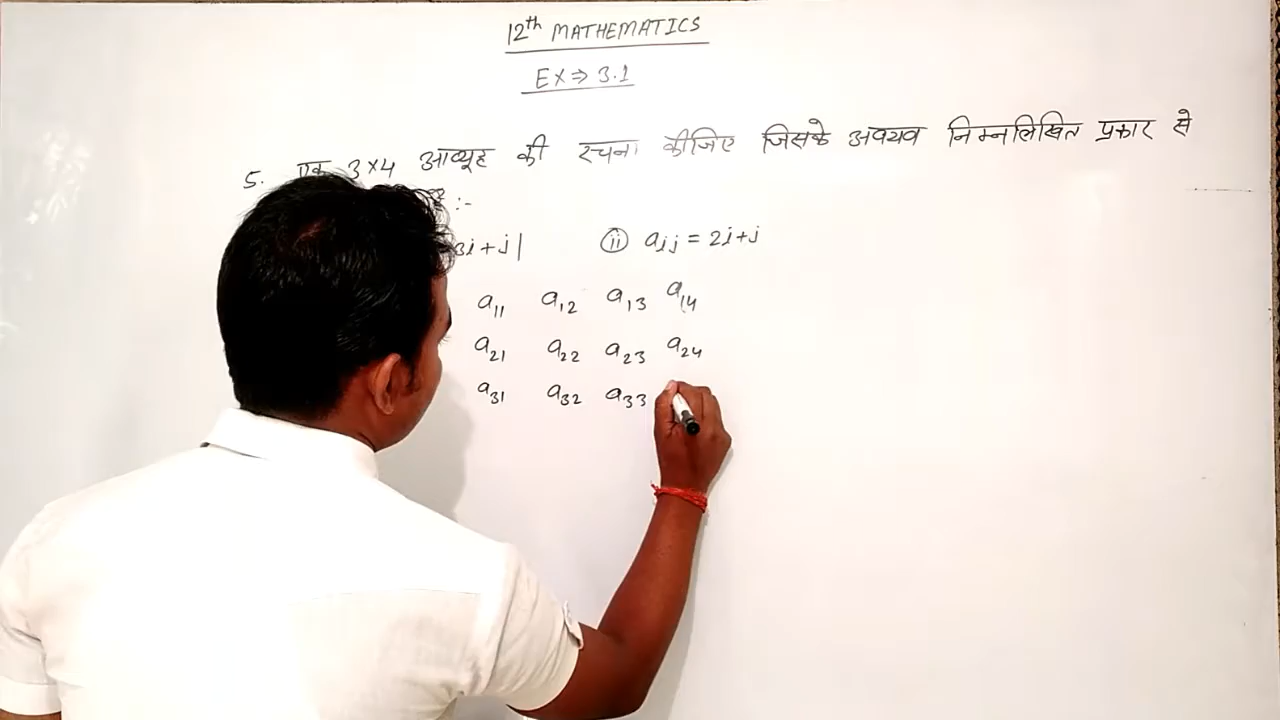 12th MATHEMATICS
EX⇒ 3.1
5. एक 3×4 आव्यूह की रचना कीजिए जिसके अवयव निम्नलिखित प्रकार से
:-
3i+j| (ii) aij = 2i+j
a11 a12 a13 a14
a21 a22 a23 a24
a31 a32 a33